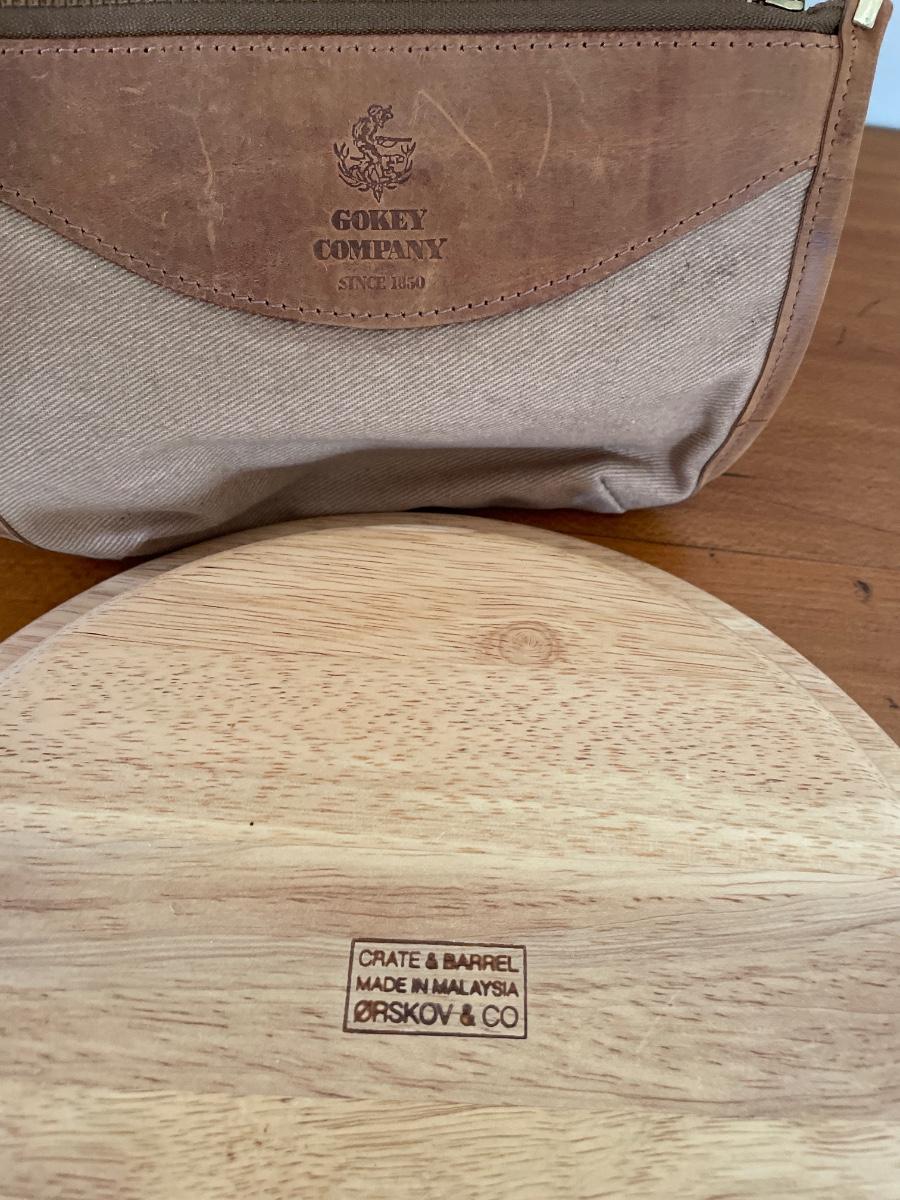 GOKEY
COMPANY
SINCE 1850
CRATE & BARREL
MADE IN MALAYSIA
ØRSKOV & CO